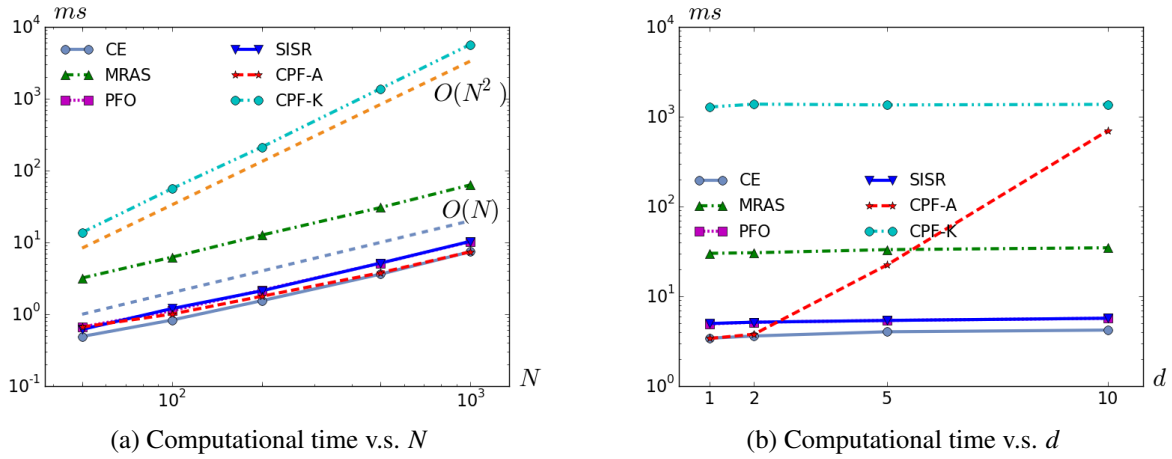 ms
10^4
10^3
10^2
10^1
10^0
10^-1
CE
MRAS
PFO
SISR
CPF-A
CPF-K
O(N^2)
O(N)
10^2
10^3
N
(a) Computational time v.s. N
ms
10^4
10^3
10^2
10^1
10^0
CE
MRAS
PFO
SISR
CPF-A
CPF-K
1
2
5
10
d
(b) Computational time v.s. d